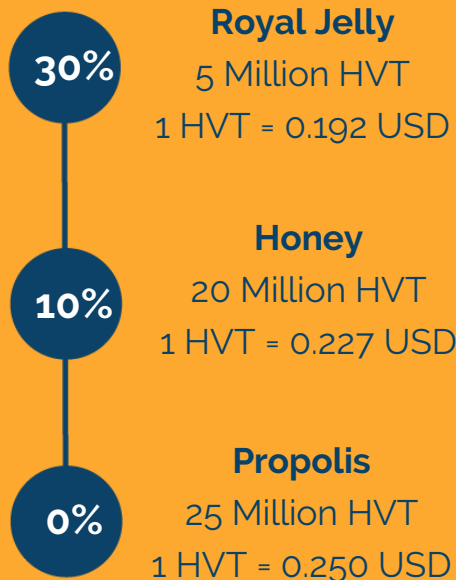 30%
Royal Jelly
5 Million HVT
1 HVT = 0.192 USD
10%
Honey
20 Million HVT
1 HVT = 0.227 USD
0%
Propolis
25 Million HVT
1 HVT = 0.250 USD